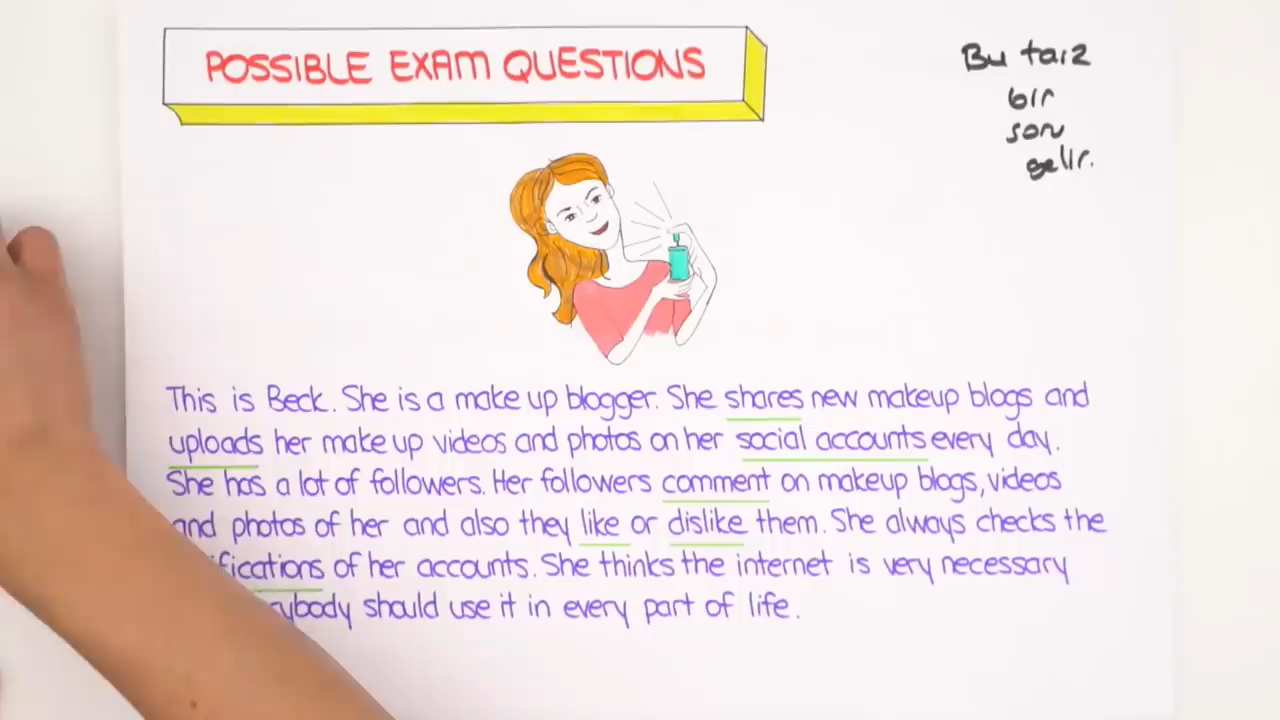 POSSIBLE EXAM QUESTIONS
Bu tarz
bir
soru
gelir.
This is Beck. She is a make up blogger. She shares new makeup blogs and
uploads her make up videos and photos on her social accounts every day.
She has a lot of followers. Her followers comment on makeup blogs, videos
and photos of her and also they like or dislike them. She always checks the
of her accounts. She thinks the internet is very necessary
should use it in every part of life.